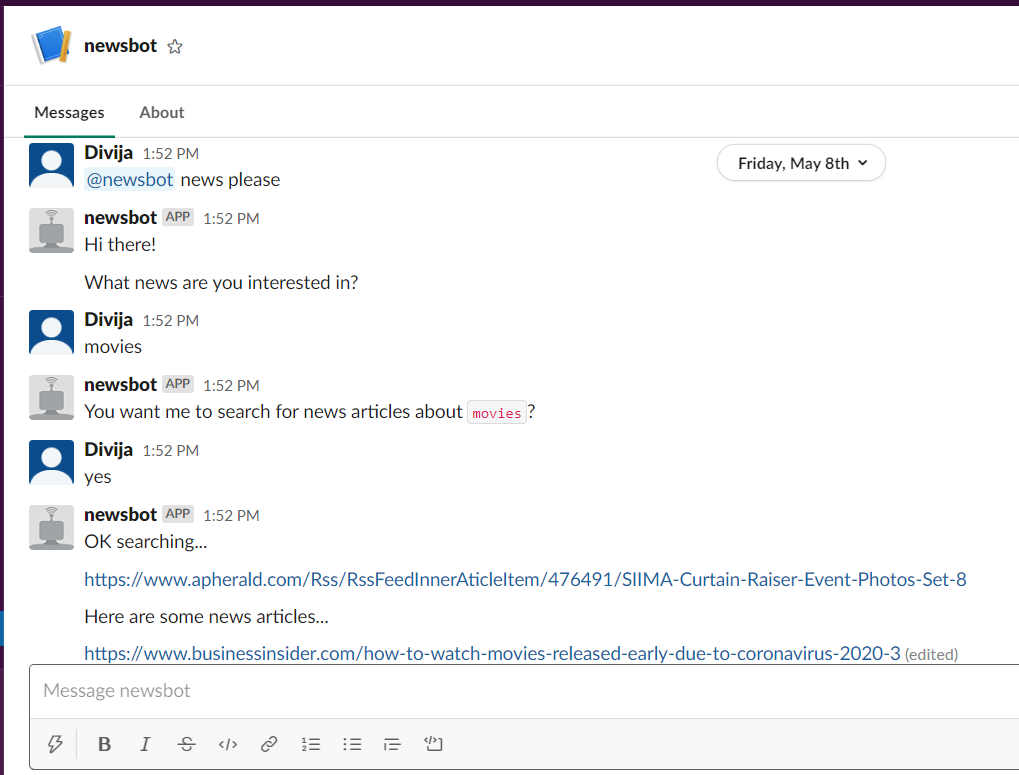 newsbot
Messages About
Divija 1:52 PM
Friday, May 8th
@newsbot news please
newsbot APP 1:52 PM
Hi there!
What news are you interested in?
Divija 1:52 PM
movies
newsbot APP 1:52 PM
You want me to search for news articles about movies?
Divija 1:52 PM
yes
newsbot APP 1:52 PM
OK searching...
https://www.apherald.com/Rss/RssFeedInnerAticleItem/476491/SIIMA-Curtain-Raiser-Event-Photos-Set-8
Here are some news articles...
https://www.businessinsider.com/how-to-watch-movies-released-early-due-to-coronavirus-2020-3 (edited)
Message newsbot